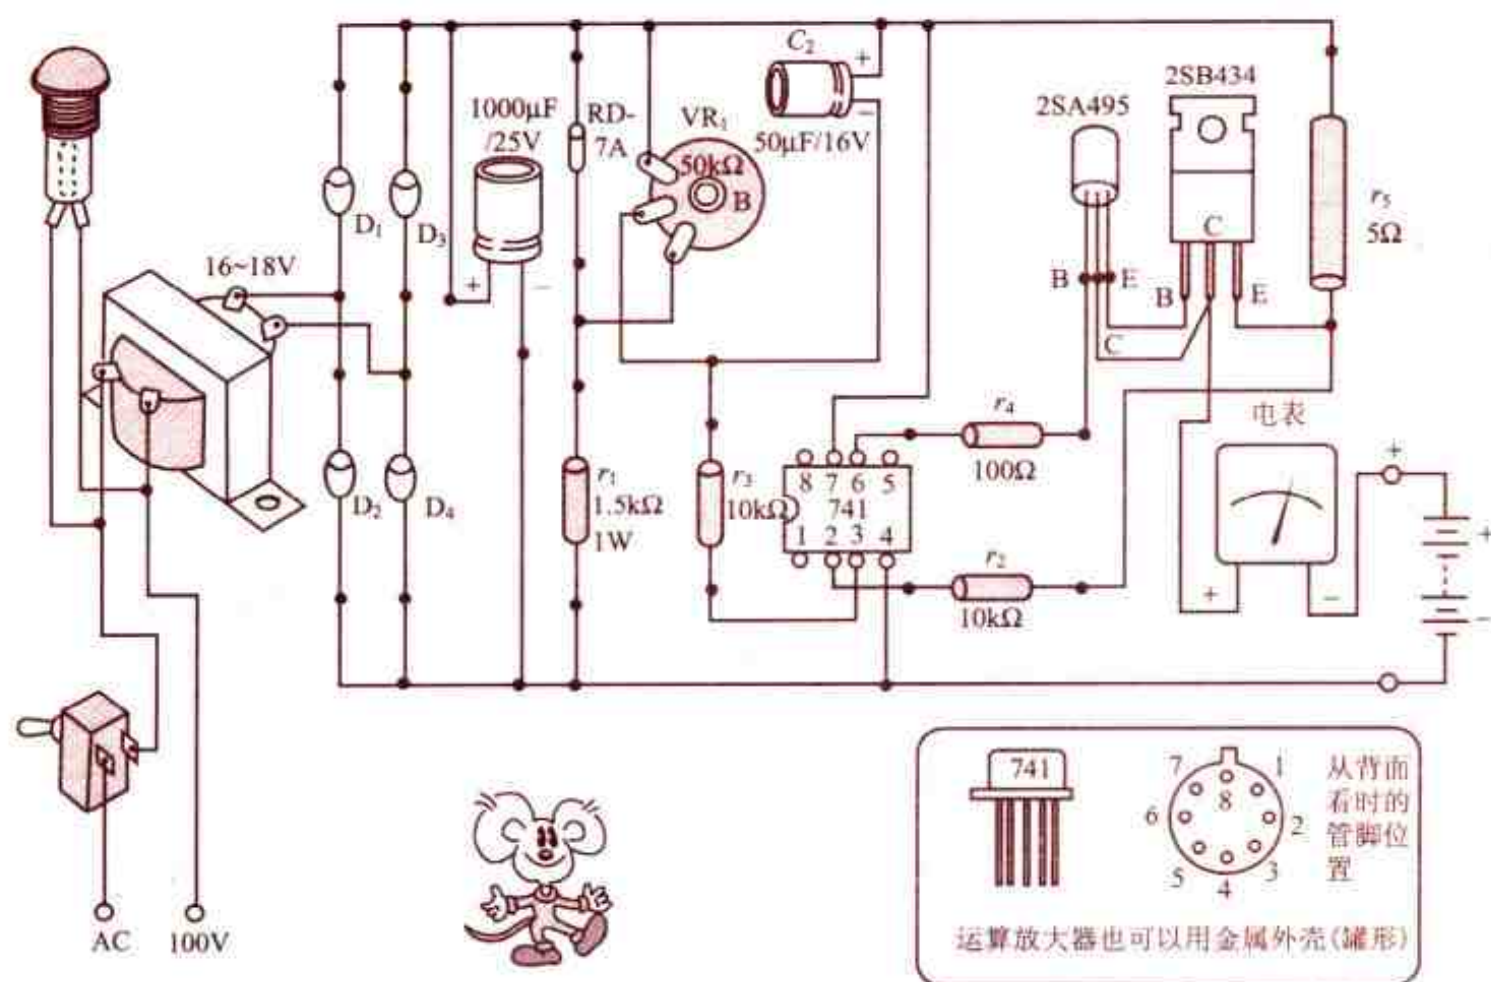 16~18V
D₁
D₃
D₂
D₄
1000μF
/25V
+
−
RD-
7A
VR₁
50kΩ
B
C₂
+
−
50μF/16V
2SA495
2SB434
B
E
C
C
B
E
r₅
5Ω
r₁
1.5kΩ
1W
r₃
10kΩ
8 7 6 5
741
1 2 3 4
r₄
100Ω
r₂
10kΩ
电表
+
−
+
+
−
AC
100V
741
7
1
8
6
2
5
3
4
从背面
看时的
管脚位
置
运算放大器也可以用金属外壳(罐形)